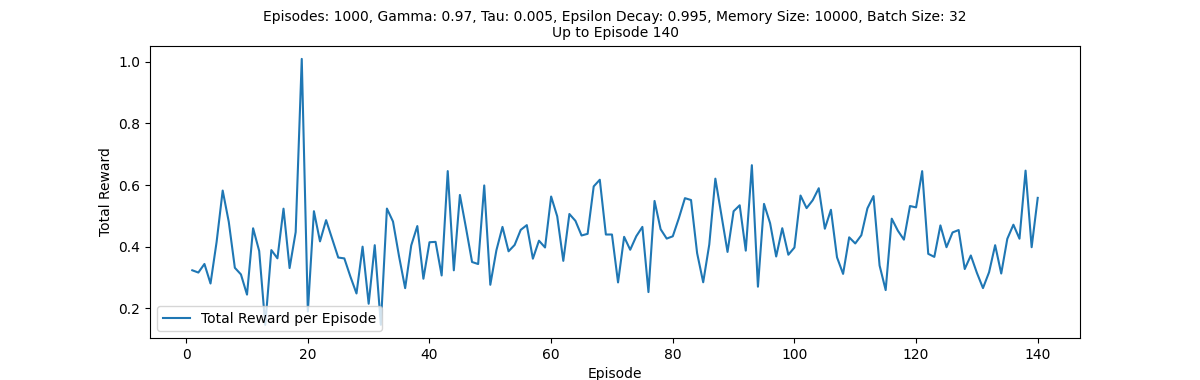 Episodes: 1000, Gamma: 0.97, Tau: 0.005, Epsilon Decay: 0.995, Memory Size: 10000, Batch Size: 32
Up to Episode 140
1.0
0.8
0.6
0.4
0.2
Total Reward
Total Reward per Episode
0 20 40 60 80 100 120 140
Episode